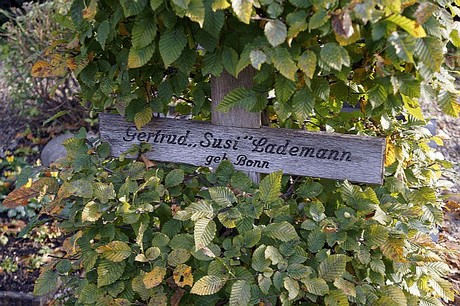 Gertrud „Susi“ Lademann
geb. Bonn